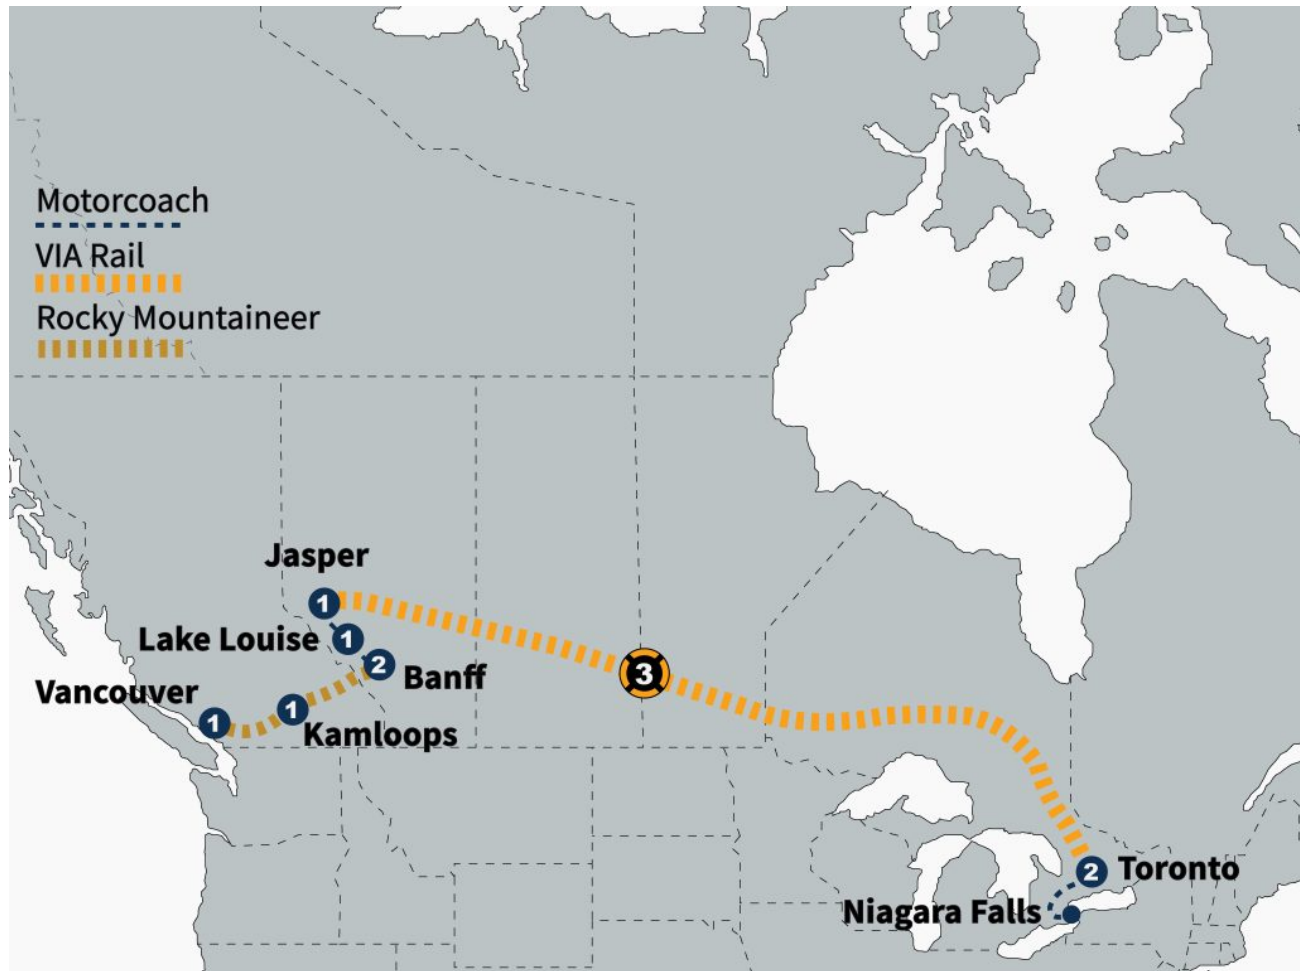 Motorcoach
VIA Rail
Rocky Mountaineer
Jasper
1
Lake Louise
1
2
Banff
3
Vancouver
1
1
Kamloops
2
Toronto
Niagara Falls